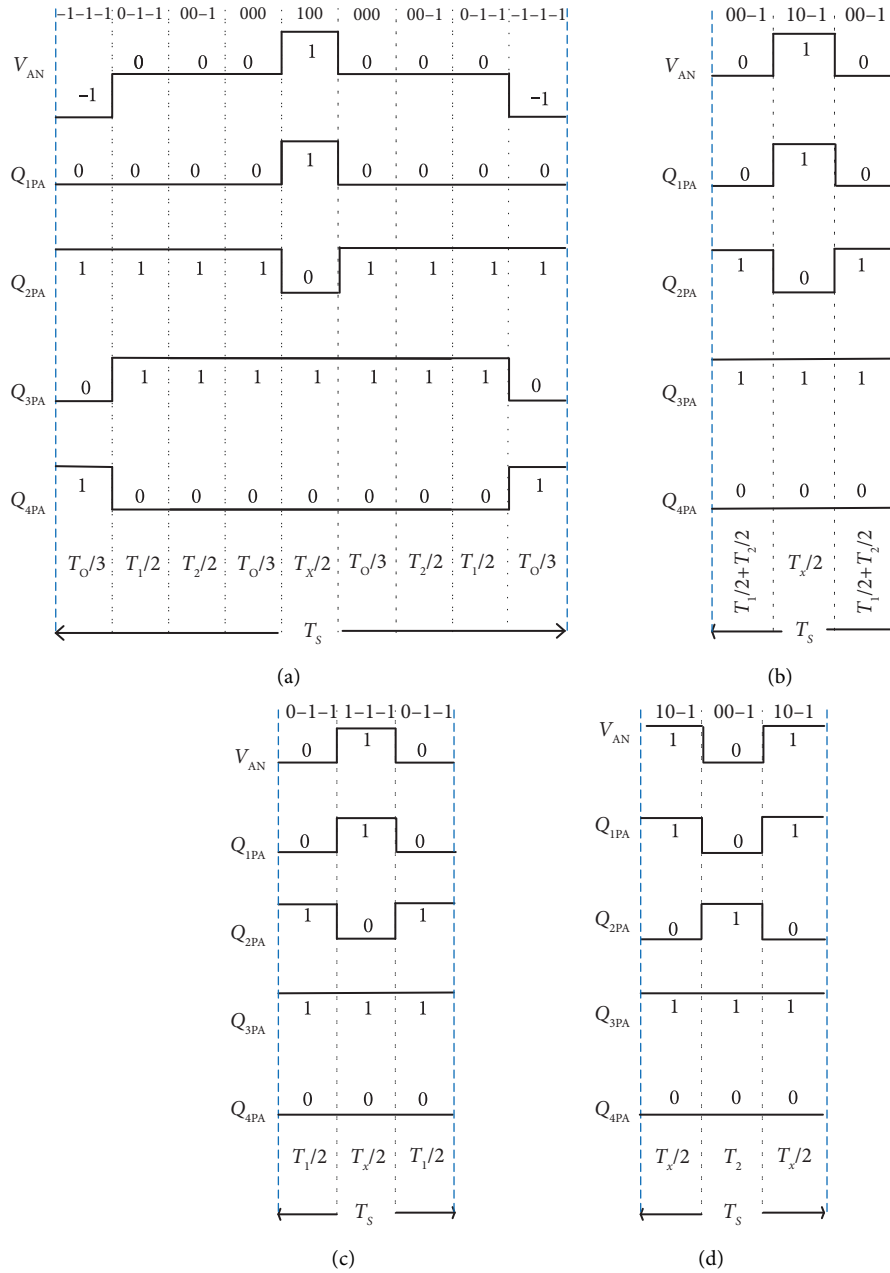 -1-1-1 0-1-1 00-1 000 100 000 00-1 0-1-1 -1-1-1
V_AN -1 0 0 0 1 0 0 0 -1
Q_1PA 0 0 0 0 1 0 0 0 0
Q_2PA 1 1 1 1 0 1 1 1 1
Q_3PA 0 1 1 1 1 1 1 1 0
Q_4PA 1 0 0 0 0 0 0 0 1
T_O/3 T_1/2 T_2/2 T_O/3 T_X/2 T_O/3 T_2/2 T_1/2 T_O/3
T_S
(a)
00-1 10-1 00-1
V_AN 0 1 0
Q_1PA 0 1 0
Q_2PA 1 0 1
Q_3PA 1 1 1
Q_4PA 0 0 0
T_1/2+T_2/2 T_x/2 T_1/2+T_2/2
T_S
(b)
0-1-1 1-1-1 0-1-1
V_AN 0 1 0
Q_1PA 0 1 0
Q_2PA 1 0 1
Q_3PA 1 1 1
Q_4PA 0 0 0
T_1/2 T_x/2 T_1/2
T_S
(c)
10-1 00-1 10-1
V_AN 1 0 1
Q_1PA 1 0 1
Q_2PA 0 1 0
Q_3PA 1 1 1
Q_4PA 0 0 0
T_x/2 T_2 T_x/2
T_S
(d)